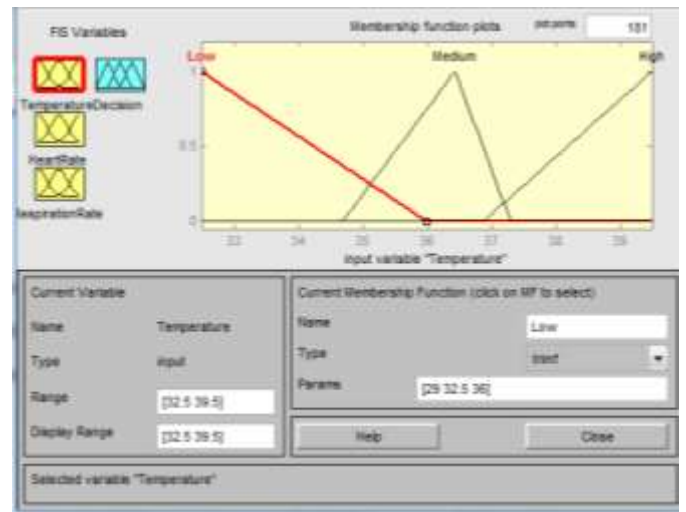 FIS Variables
Membership function plots
plot points:
181
Low
Medium
High
1
0.5
0
33
34
35
36
37
38
39
input variable "Temperature"
Temperature
Decision
HeartRate
RespirationRate
Current Variable
Name
Temperature
Type
input
Range
[32.5 39.5]
Display Range
[32.5 39.5]
Current Membership Function (click on MF to select)
Name
Low
Type
trimf
Params
[29 32.5 36]
Help
Close
Selected variable "Temperature"